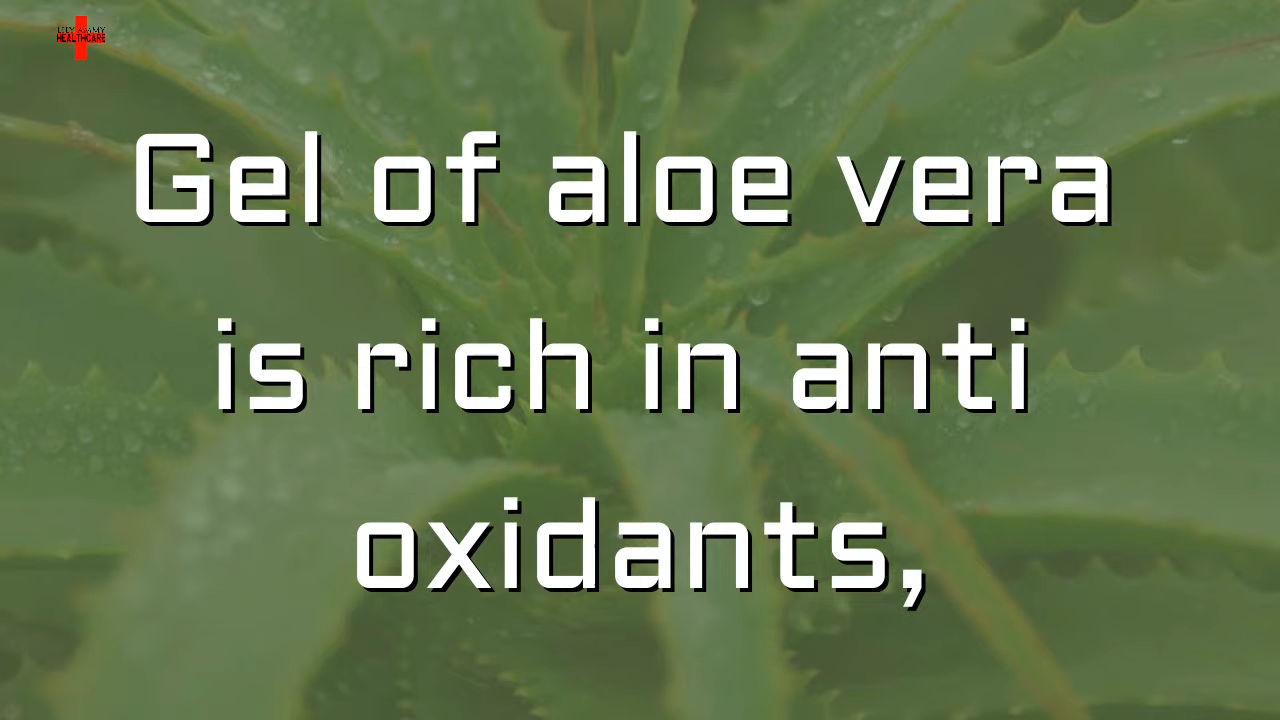 HEALTHCARE
Gel of aloe vera
is rich in anti
oxidants,